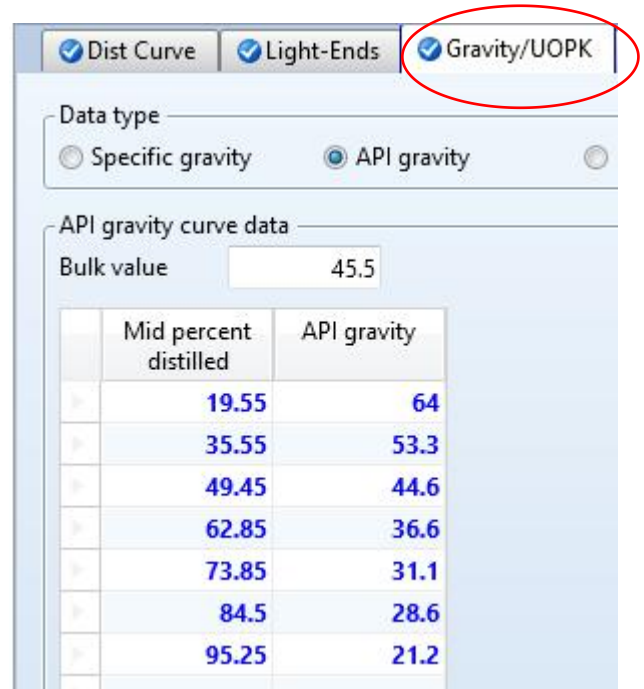 Dist Curve Light-Ends Gravity/UOPK
Data type
Specific gravity API gravity
API gravity curve data
Bulk value 45.5
Mid percent API gravity
distilled
19.55 64
35.55 53.3
49.45 44.6
62.85 36.6
73.85 31.1
84.5 28.6
95.25 21.2